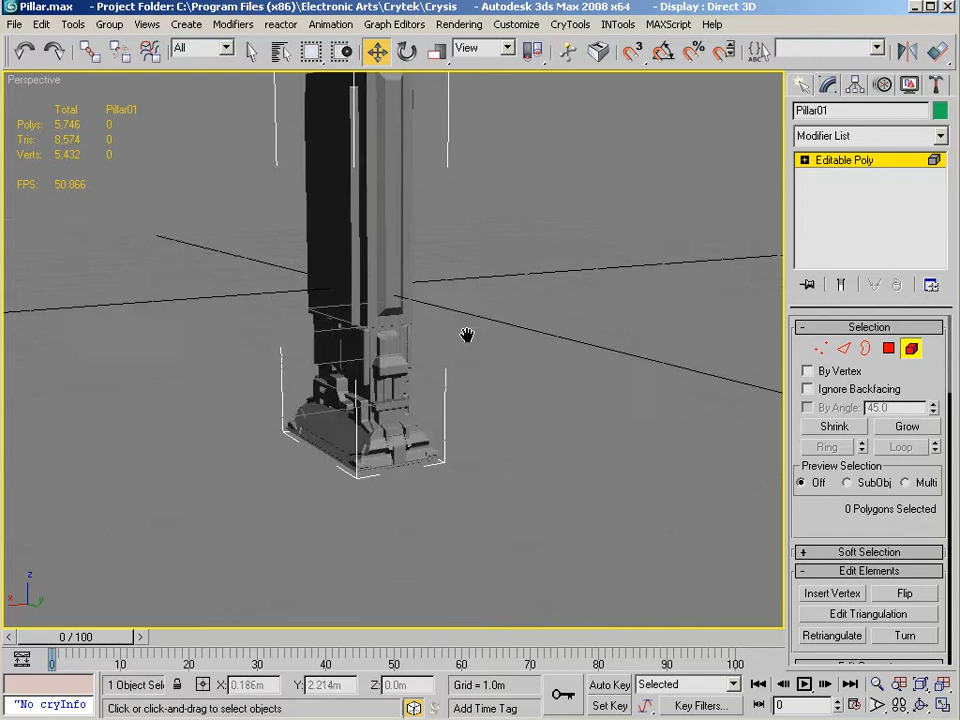 Pillar.max - Project Folder: C:\Program Files (x86)\Electronic Arts\Crytek\Crysis - Autodesk 3ds Max 2008 x64 - Display : Direct 3D
File Edit Tools Group Views Create Modifiers reactor Animation Graph Editors Rendering Customize CryTools INTools MAXScript Help
All View
Perspective
Total Pillar01
Polys: 5,746 0
Tris: 8,574 0
Verts: 5,432 0
FPS: 50.866
Pillar01
Modifier List
Editable Poly
Selection
By Vertex
Ignore Backfacing
By Angle: 45.0
Shrink Grow
Ring Loop
Preview Selection
Off SubObj Multi
0 Polygons Selected
Soft Selection
Edit Elements
Insert Vertex Flip
Edit Triangulation
Retriangulate Turn
z
x y
0 / 100
0 10 20 30 40 50 60 70 80 90 100
1 Object Sel X: 0.186m Y: 2.214m Z: 0.0m Grid = 1.0m Auto Key Selected
"No cryInfo Click or click-and-drag to select objects Add Time Tag Set Key Key Filters... 0